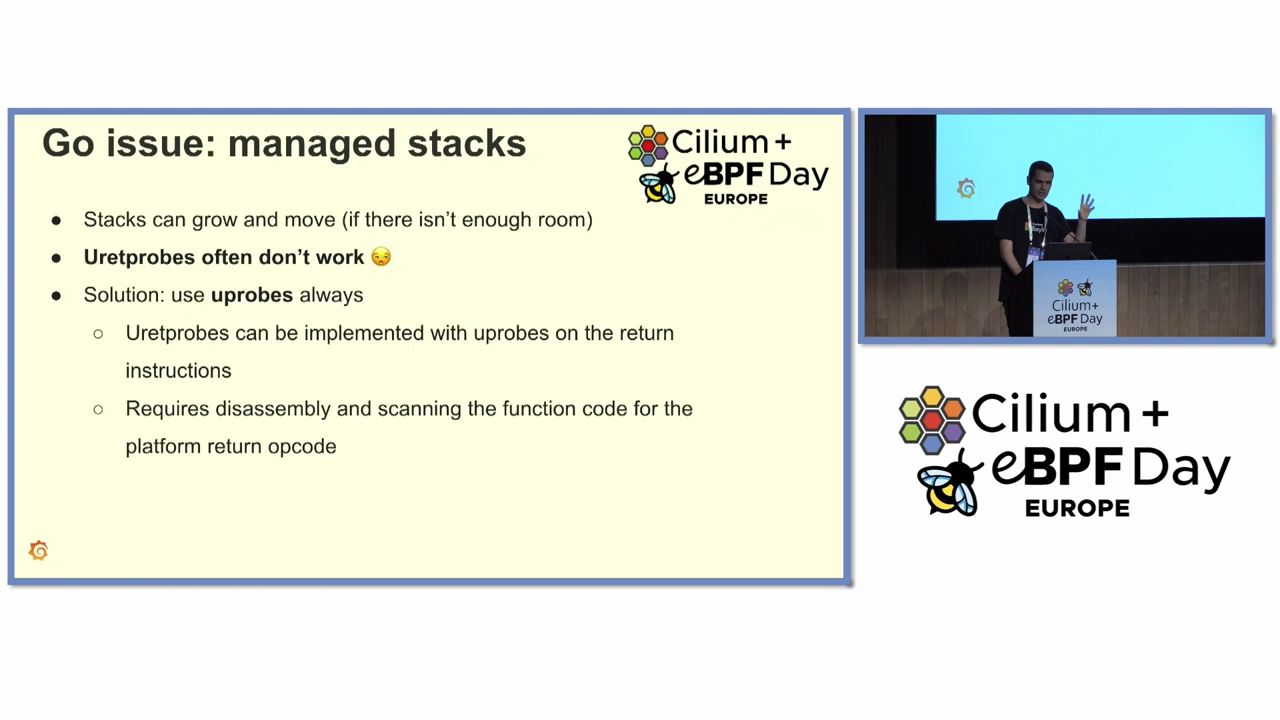 Go issue: managed stacks
Cilium +
eBPF Day
EUROPE
● Stacks can grow and move (if there isn’t enough room)
● Uretprobes often don’t work 😒
● Solution: use uprobes always
○ Uretprobes can be implemented with uprobes on the return
instructions
○ Requires disassembly and scanning the function code for the
platform return opcode
Cilium+
eBPF Day
EUROPE
Cilium +
eBPF Day
EUROPE